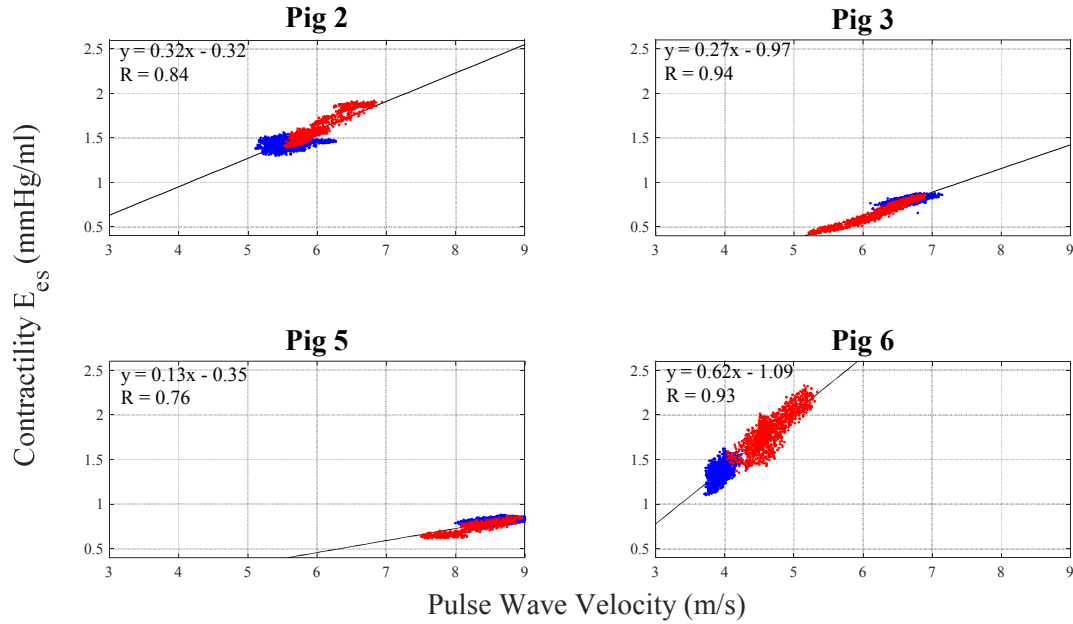 Pig 2
y = 0.32x - 0.32
R = 0.84
2.5
2
1.5
1
0.5
3 4 5 6 7 8 9
Pig 3
y = 0.27x - 0.97
R = 0.94
2.5
2
1.5
1
0.5
3 4 5 6 7 8 9
Pig 5
y = 0.13x - 0.35
R = 0.76
2.5
2
1.5
1
0.5
3 4 5 6 7 8 9
Pig 6
y = 0.62x - 1.09
R = 0.93
2.5
2
1.5
1
0.5
3 4 5 6 7 8 9
Contractility E_es (mmHg/ml)
Pulse Wave Velocity (m/s)